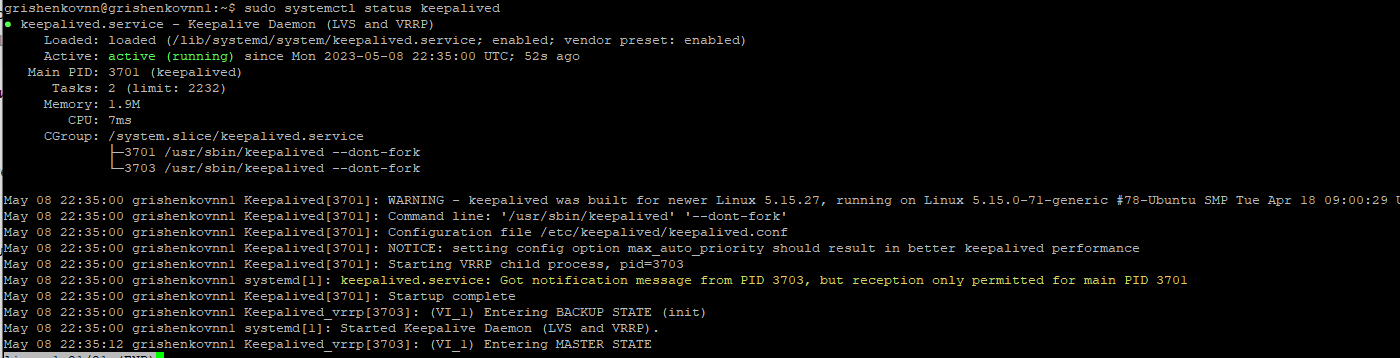 grishenkovnn@grishenkovnn1:~$ sudo systemctl status keepalived
● keepalived.service - Keepalive Daemon (LVS and VRRP)
Loaded: loaded (/lib/systemd/system/keepalived.service; enabled; vendor preset: enabled)
Active: active (running) since Mon 2023-05-08 22:35:00 UTC; 52s ago
Main PID: 3701 (keepalived)
Tasks: 2 (limit: 2232)
Memory: 1.9M
CPU: 7ms
CGroup: /system.slice/keepalived.service
├─3701 /usr/sbin/keepalived --dont-fork
└─3703 /usr/sbin/keepalived --dont-fork
May 08 22:35:00 grishenkovnn1 Keepalived[3701]: WARNING - keepalived was built for newer Linux 5.15.27, running on Linux 5.15.0-71-generic #78-Ubuntu SMP Tue Apr 18 09:00:29 U
May 08 22:35:00 grishenkovnn1 Keepalived[3701]: Command line: '/usr/sbin/keepalived' '--dont-fork'
May 08 22:35:00 grishenkovnn1 Keepalived[3701]: Configuration file /etc/keepalived/keepalived.conf
May 08 22:35:00 grishenkovnn1 Keepalived[3701]: NOTICE: setting config option max_auto_priority should result in better keepalived performance
May 08 22:35:00 grishenkovnn1 Keepalived[3701]: Starting VRRP child process, pid=3703
May 08 22:35:00 grishenkovnn1 systemd[1]: keepalived.service: Got notification message from PID 3703, but reception only permitted for main PID 3701
May 08 22:35:00 grishenkovnn1 Keepalived[3701]: Startup complete
May 08 22:35:00 grishenkovnn1 Keepalived_vrrp[3703]: (VI_1) Entering BACKUP STATE (init)
May 08 22:35:00 grishenkovnn1 systemd[1]: Started Keepalive Daemon (LVS and VRRP).
May 08 22:35:12 grishenkovnn1 Keepalived_vrrp[3703]: (VI_1) Entering MASTER STATE